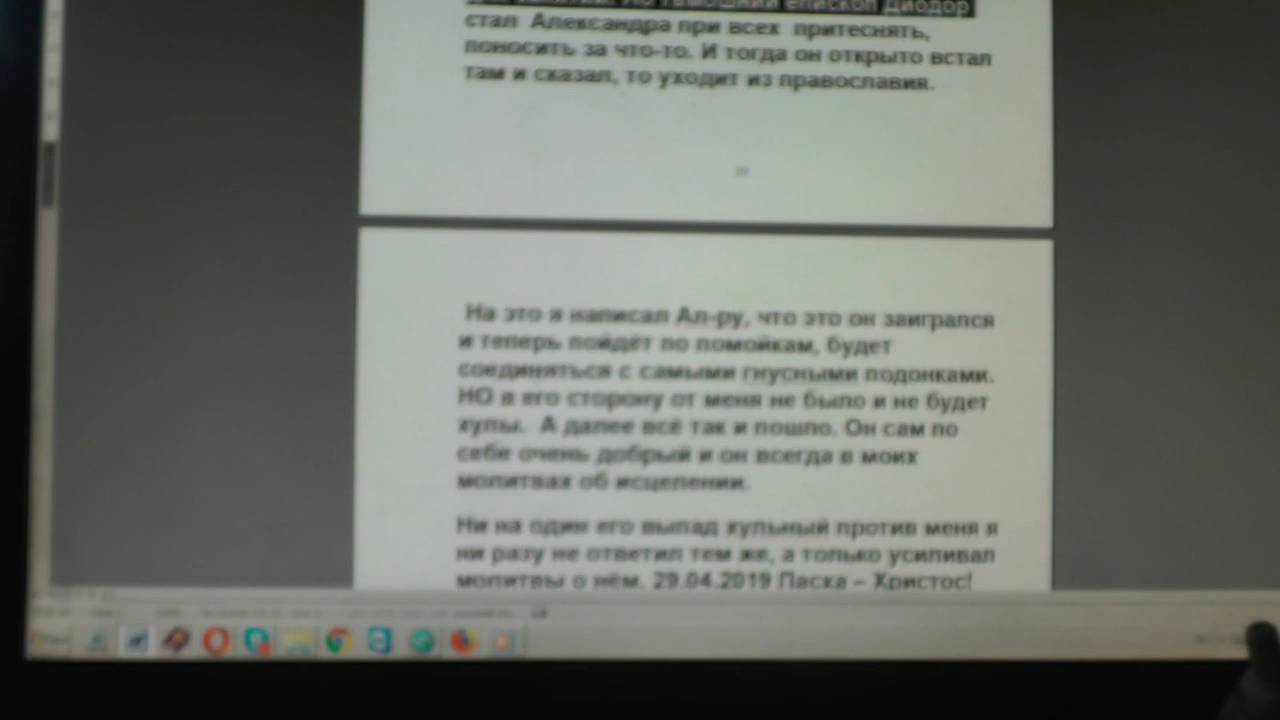 епископ Диодор
стал Александра при всех притеснять,
поносить за что-то. И тогда он открыто встал
там и сказал, то уходит из православия.
На это я написал Ал-ру, что это он заигрался
и теперь пойдёт по помойкам, будет
соединяться с самыми гнусными подонками.
НО в его сторону от меня не было и не будет
хулы. А далее всё так и пошло. Он сам по
себе очень добрый и он всегда в моих
молитвах об исцелении.
Ни на один его выпад хульный против меня я
ни разу не ответил тем же, а только усиливал
молитвы о нём. 29.04.2019 Пасха – Христос!